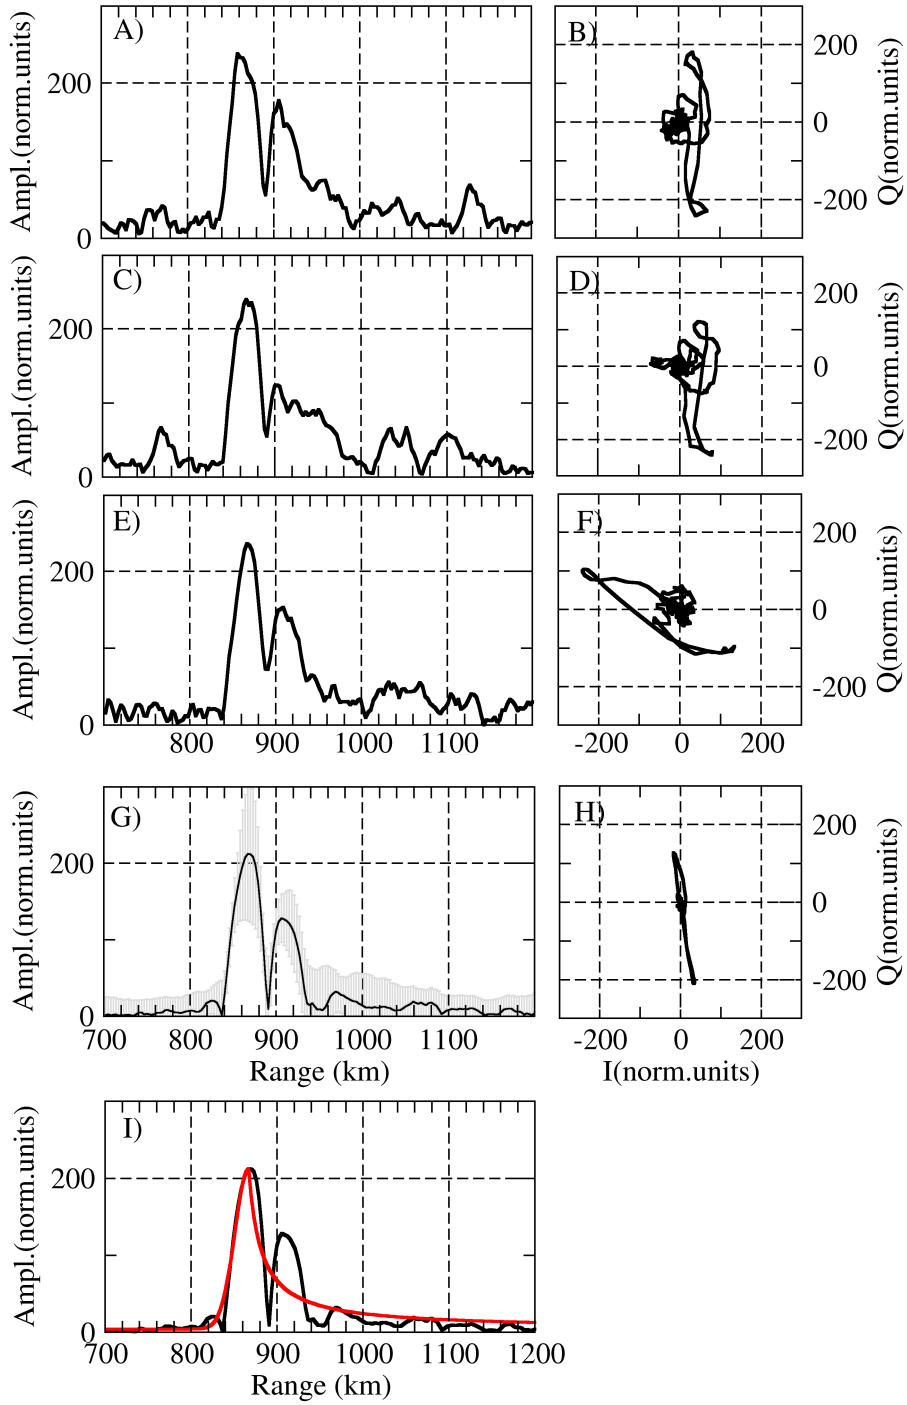 A)
Ampl.(norm.units)
200
0
B)
200
0
-200
Q(norm.units)
C)
Ampl.(norm.units)
200
0
D)
200
0
-200
Q(norm.units)
E)
Ampl.(norm.units)
200
0
800 900 1000 1100
F)
200
0
-200
Q(norm.units)
-200 0 200
G)
Ampl.(norm.units)
200
0
700 800 900 1000 1100
Range (km)
H)
200
0
-200
Q(norm.units)
-200 0 200
I(norm.units)
I)
Ampl.(norm.units)
200
0
700 800 900 1000 1100 1200
Range (km)